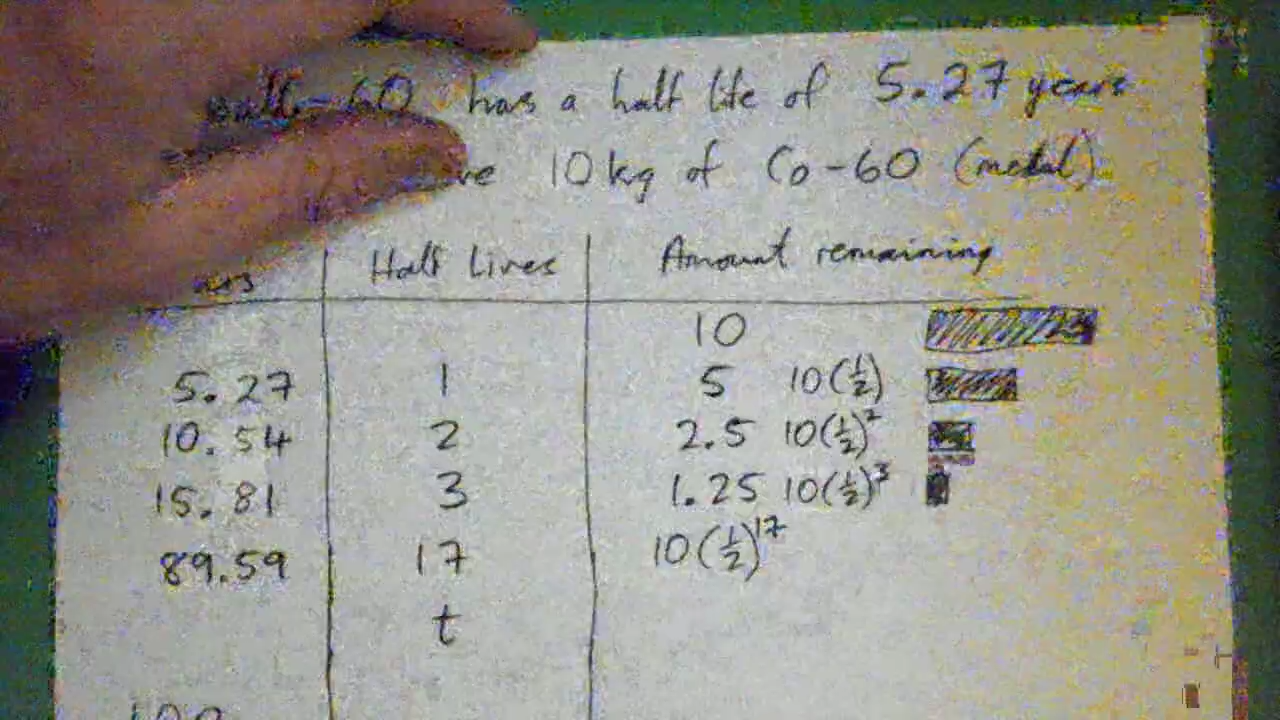 -60 has a half life of 5.27 years
10 kg of Co-60 (metal)
Half Lives Amount remaining
10
5.27 1 5 10(½)
10.54 2 2.5 10(½)²
15.81 3 1.25 10(½)³
89.59 17 10(½)¹⁷
t